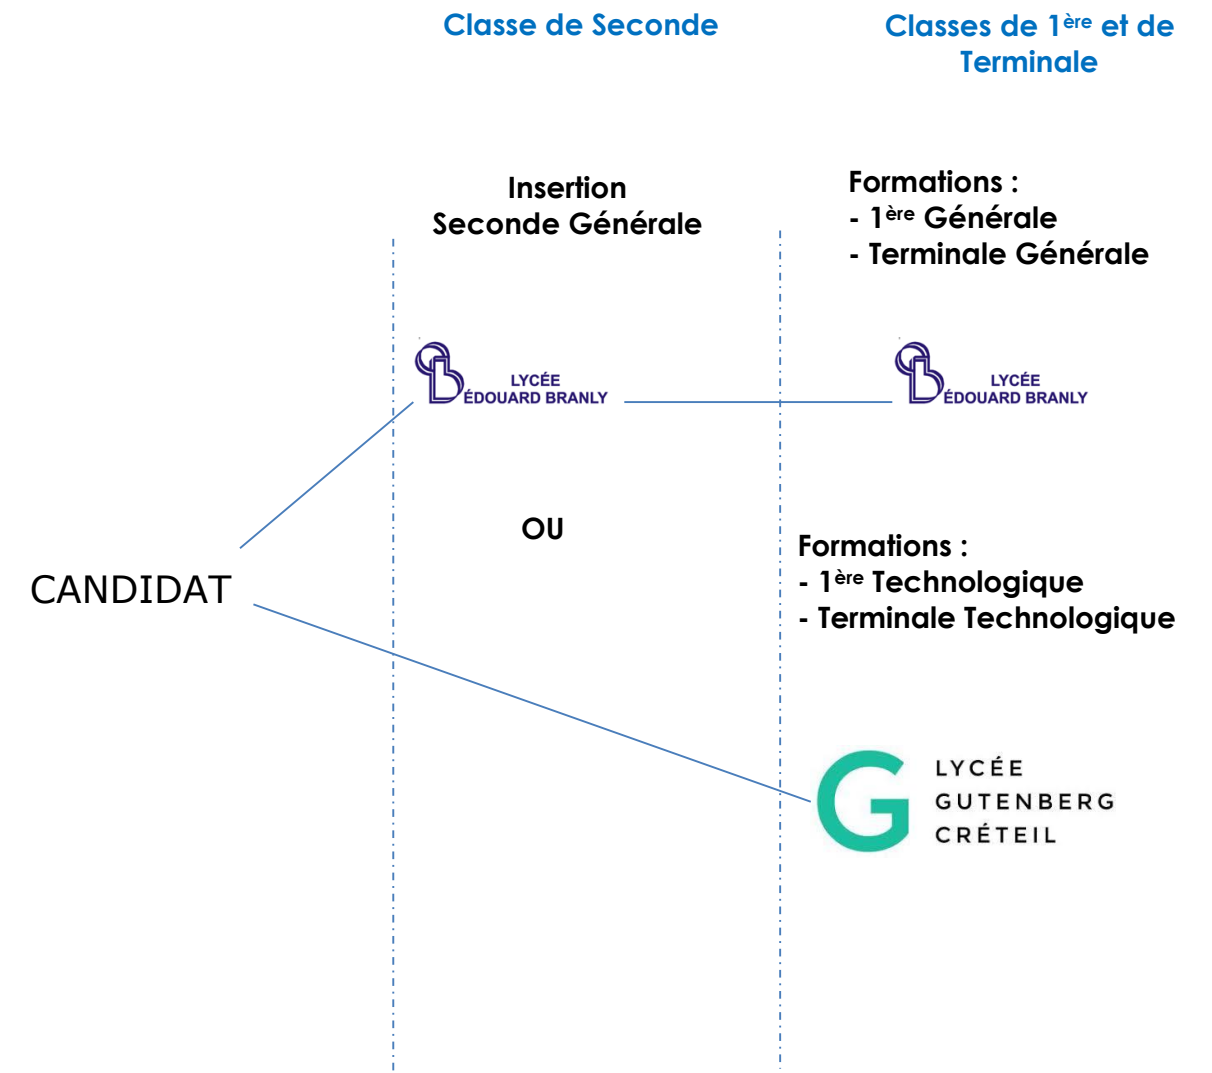 Classe de Seconde
Classes de 1ère et de
Terminale
Insertion
Seconde Générale
Formations :
- 1ère Générale
- Terminale Générale
LYCÉE
ÉDOUARD BRANLY
LYCÉE
ÉDOUARD BRANLY
OU
CANDIDAT
Formations :
- 1ère Technologique
- Terminale Technologique
G
LYCÉE
GUTENBERG
CRÉTEIL